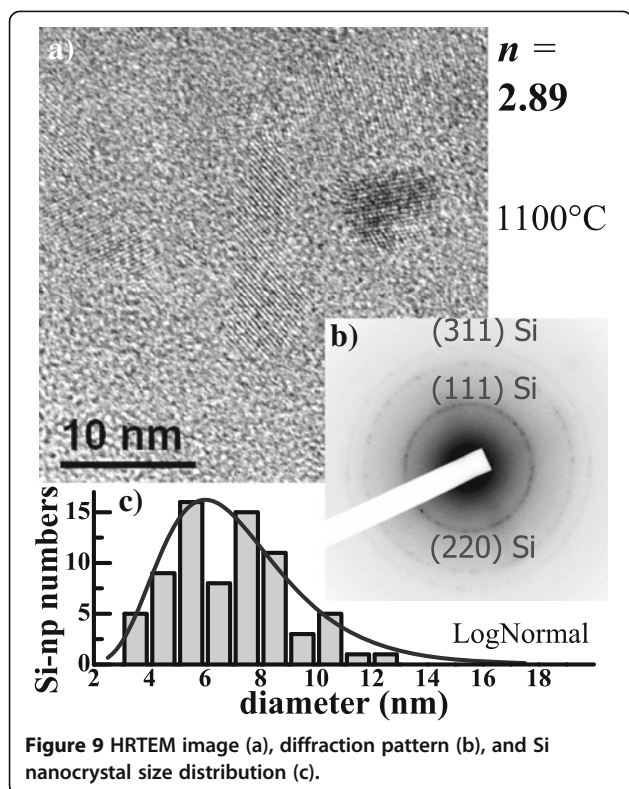 a)
n =
2.89
1100°C
10 nm
b)
(311) Si
(111) Si
(220) Si
c)
Si-np numbers
15
10
5
0
LogNormal
2 4 6 8 10 12 14 16 18
diameter (nm)
Figure 9 HRTEM image (a), diffraction pattern (b), and Si
nanocrystal size distribution (c).